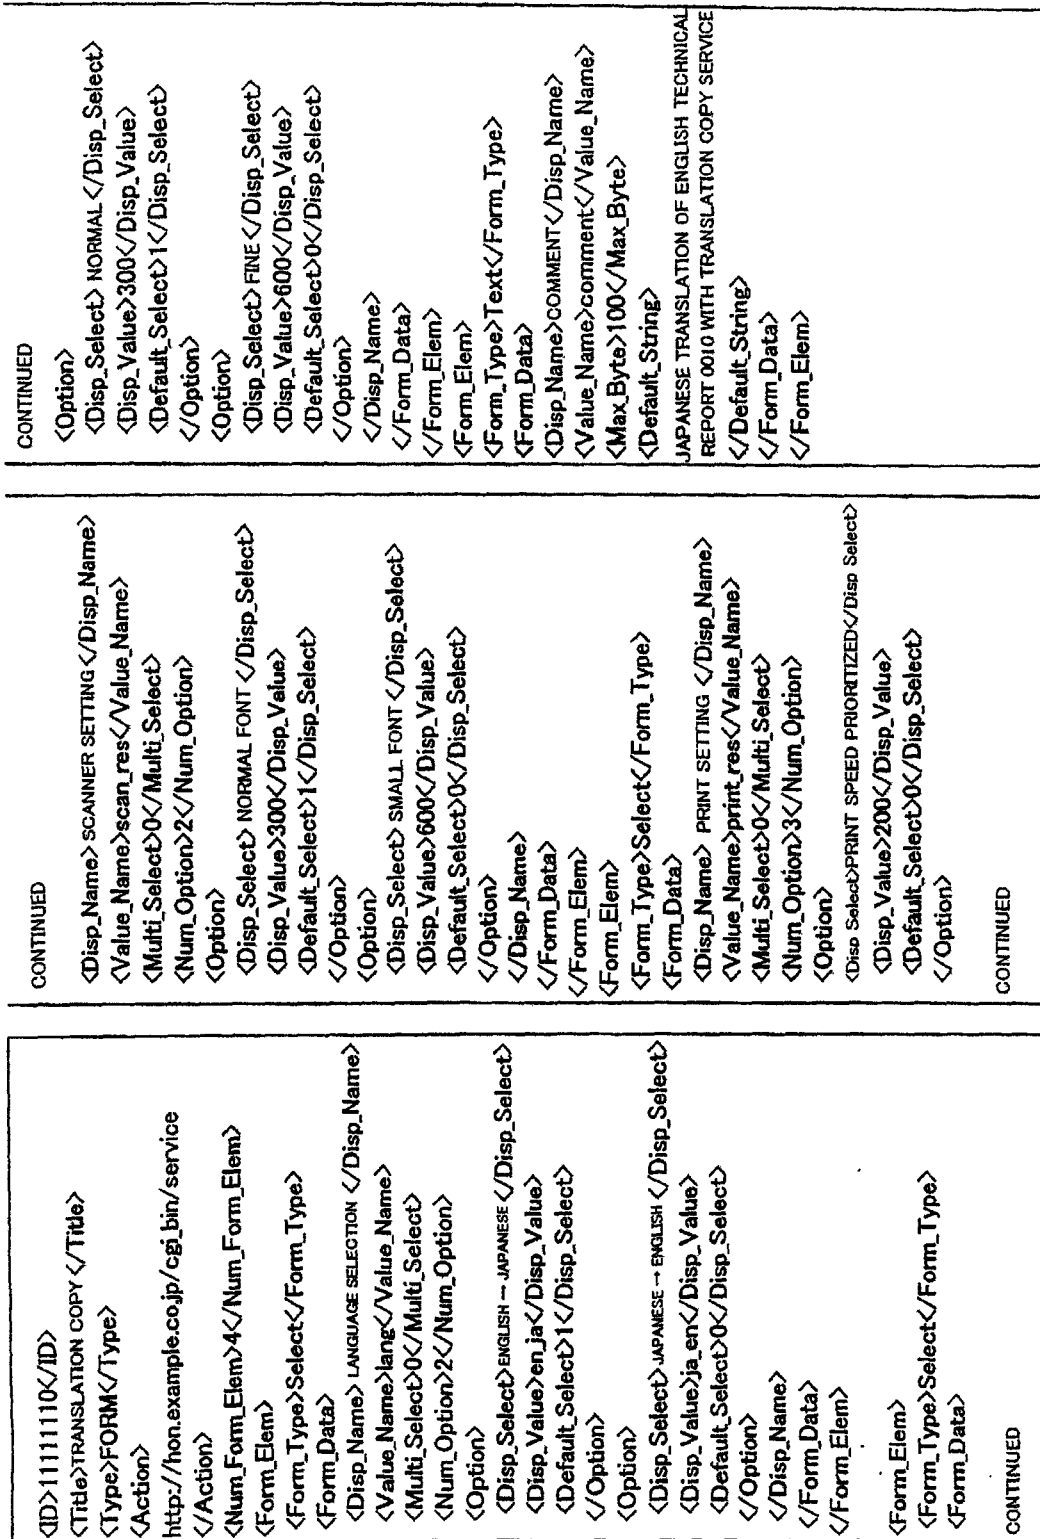 <ID>11111110</ID>
<Title>TRANSLATION COPY </Title>
<Type>FORM</Type>
<Action>
http://hon.example.co.jp/cgi_bin/service
</Action>
<Num_Form_Elem>4</Num_Form_Elem>
<Form_Elem>
<Form_Type>Select</Form_Type>
<Form_Data>
<Disp_Name> LANGUAGE SELECTION </Disp_Name>
<Value_Name>lang</Value_Name>
<Multi_Select>0</Multi_Select>
<Num_Option>2</Num_Option>
<Option>
<Disp_Select>ENGLISH → JAPANESE </Disp_Select>
<Disp_Value>en_ja</Disp_Value>
<Default_Select>1</Disp_Select>
</Option>
<Option>
<Disp_Select>JAPANESE → ENGLISH </Disp_Select>
<Disp_Value>ja_en</Disp_Value>
<Default_Select>0</Disp_Select>
</Option>
</Disp_Name>
</Form_Data>
</Form_Elem>
<Form_Elem>
<Form_Type>Select</Form_Type>
<Form_Data>
CONTINUED
CONTINUED
<Disp_Name> SCANNER SETTING </Disp_Name>
<Value_Name>scan_res</Value_Name>
<Multi_Select>0</Multi_Select>
<Num_Option>2</Num_Option>
<Option>
<Disp_Select> NORMAL FONT </Disp_Select>
<Disp_Value>300</Disp_Value>
<Default_Select>1</Disp_Select>
</Option>
<Option>
<Disp_Select> SMALL FONT </Disp_Select>
<Disp_Value>600</Disp_Value>
<Default_Select>0</Disp_Select>
</Option>
</Disp_Name>
</Form_Data>
</Form_Elem>
<Form_Elem>
<Form_Type>Select</Form_Type>
<Form_Data>
<Disp_Name> PRINT SETTING </Disp_Name>
<Value_Name>print_res</Value_Name>
<Multi_Select>0</Multi_Select>
<Num_Option>3</Num_Option>
<Option>
<Disp Select>PRINT SPEED PRIORITIZED</Disp Select>
<Disp_Value>200</Disp_Value>
<Default_Select>0</Disp_Select>
</Option>
CONTINUED
CONTINUED
<Option>
<Disp_Select> NORMAL </Disp_Select>
<Disp_Value>300</Disp_Value>
<Default_Select>1</Disp_Select>
</Option>
<Option>
<Disp_Select> FINE </Disp_Select>
<Disp_Value>600</Disp_Value>
<Default_Select>0</Disp_Select>
</Option>
</Disp_Name>
</Form_Data>
</Form_Elem>
<Form_Elem>
<Form_Type>Text</Form_Type>
<Form_Data>
<Disp_Name>COMMENT</Disp_Name>
<Value_Name>comment</Value_Name>
<Max_Byte>100</Max_Byte>
<Default_String>
JAPANESE TRANSLATION OF ENGLISH TECHNICAL
REPORT 0010 WITH TRANSLATION COPY SERVICE
</Default_String>
</Form_Data>
</Form_Elem>